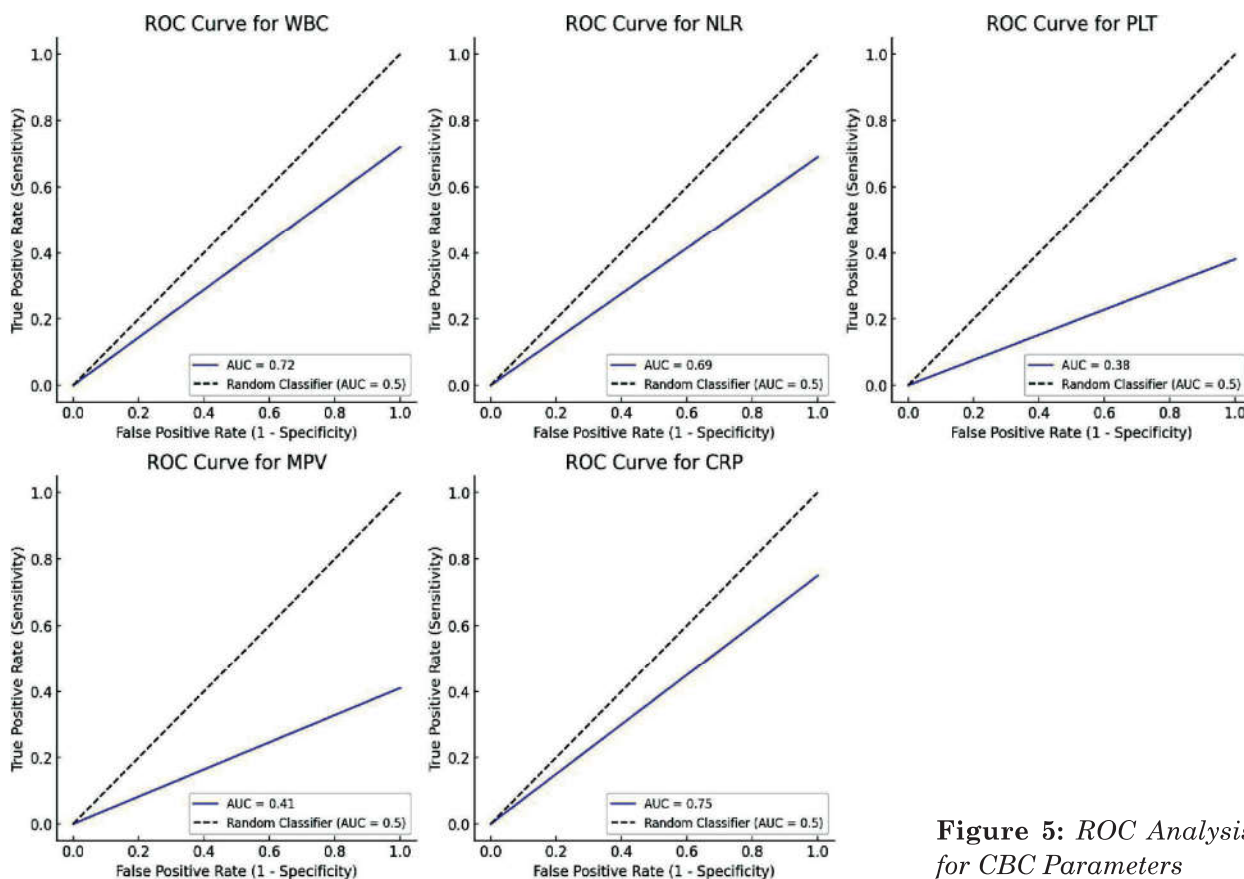 ROC Curve for WBC
True Positive Rate (Sensitivity)
1.0
0.8
0.6
0.4
0.2
0.0
AUC = 0.72
Random Classifier (AUC = 0.5)
0.0 0.2 0.4 0.6 0.8 1.0
False Positive Rate (1 - Specificity)
ROC Curve for NLR
True Positive Rate (Sensitivity)
1.0
0.8
0.6
0.4
0.2
0.0
AUC = 0.69
Random Classifier (AUC = 0.5)
0.0 0.2 0.4 0.6 0.8 1.0
False Positive Rate (1 - Specificity)
ROC Curve for PLT
True Positive Rate (Sensitivity)
1.0
0.8
0.6
0.4
0.2
0.0
AUC = 0.38
Random Classifier (AUC = 0.5)
0.0 0.2 0.4 0.6 0.8 1.0
False Positive Rate (1 - Specificity)
ROC Curve for MPV
True Positive Rate (Sensitivity)
1.0
0.8
0.6
0.4
0.2
0.0
AUC = 0.41
Random Classifier (AUC = 0.5)
0.0 0.2 0.4 0.6 0.8 1.0
False Positive Rate (1 - Specificity)
ROC Curve for CRP
True Positive Rate (Sensitivity)
1.0
0.8
0.6
0.4
0.2
0.0
AUC = 0.75
Random Classifier (AUC = 0.5)
0.0 0.2 0.4 0.6 0.8 1.0
False Positive Rate (1 - Specificity)
Figure 5: ROC Analysis
for CBC Parameters